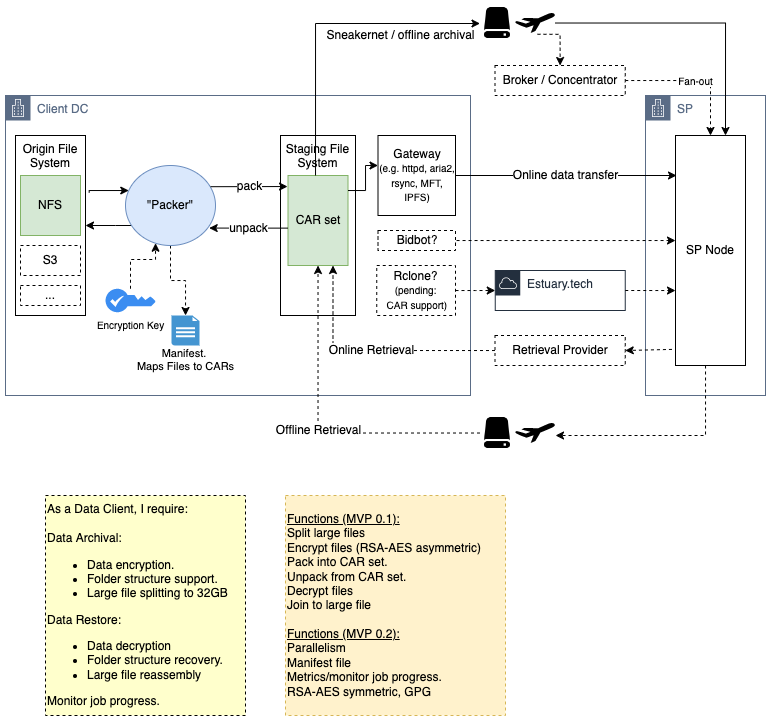 Sneakernet / offline archival
Broker / Concentrator
Fan-out
Client DC
SP
Origin File
System
NFS
S3
...
"Packer"
pack
unpack
Staging File
System
CAR set
Gateway
(e.g. httpd, aria2,
rsync, MFT,
IPFS)
Online data transfer
SP Node
Bidbot?
Rclone?
(pending:
CAR support)
Estuary.tech
Encryption Key
Manifest.
Maps Files to CARs
Online Retrieval
Retrieval Provider
Offline Retrieval
As a Data Client, I require:
Data Archival:
• Data encryption.
• Folder structure support.
• Large file splitting to 32GB
Data Restore:
• Data decryption
• Folder structure recovery.
• Large file reassembly
Monitor job progress.
Functions (MVP 0.1):
Split large files
Encrypt files (RSA-AES asymmetric)
Pack into CAR set.
Unpack from CAR set.
Decrypt files
Join to large file
Functions (MVP 0.2):
Parallelism
Manifest file
Metrics/monitor job progress.
RSA-AES symmetric, GPG